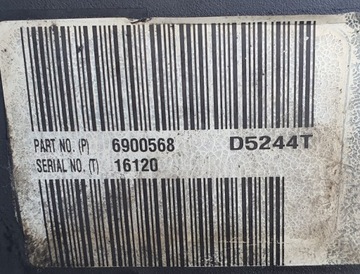 PART NO. (P) 6900568 D5244T
SERIAL NO. (T) 16120